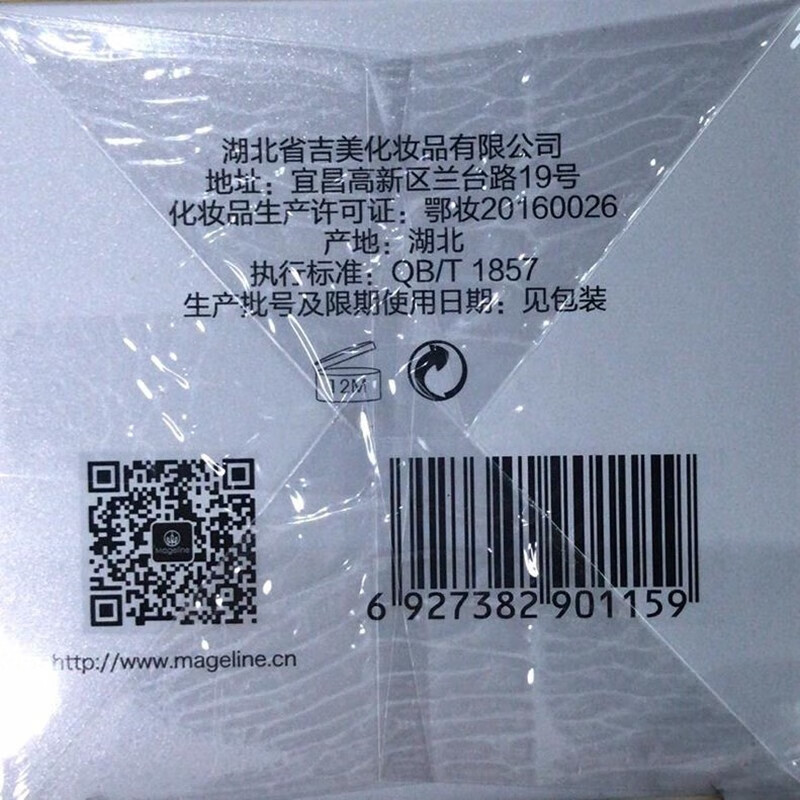 湖北省吉美化妆品有限公司
地址：宜昌高新区兰台路19号
化妆品生产许可证：鄂妆20160026
产地：湖北
执行标准：QB/T 1857
生产批号及限期使用日期：见包装
12M
Mageline
6 927382 901159
http://www.mageline.cn